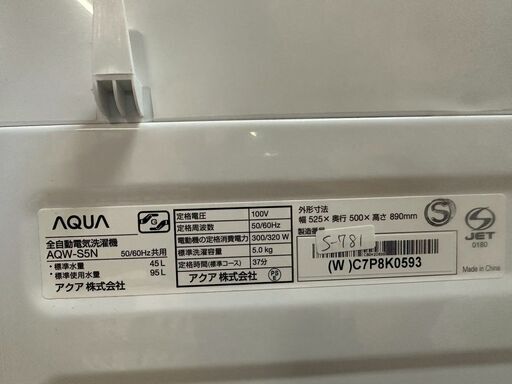 AQUA
全自動電気洗濯機
AQW-S5N 50/60Hz共用
・標準水量 45L
・標準使用水量 95L
アクア 株式会社
定格電圧 100V
定格周波数 50/60Hz
電動機の定格消費電力 300/320W
標準洗濯容量 5.0kg
定格時間(標準コース) 37分
アクア 株式会社
PS
E
外形寸法
幅 525×奥行 500×高さ 890mm
製造番
S-781
(W)C7P8K0593
S
JET
0180
Made in China